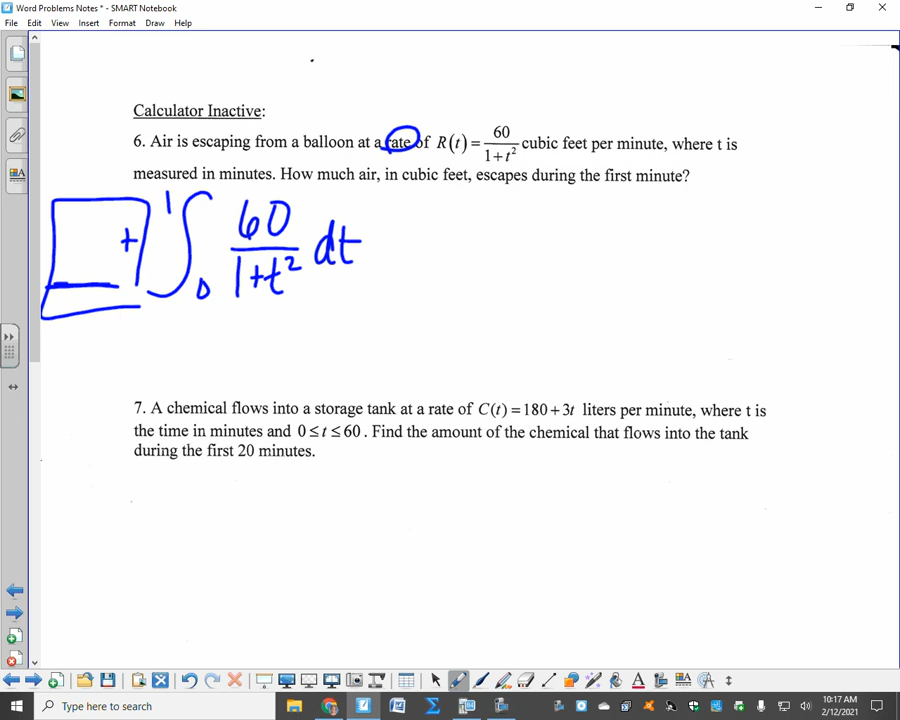 Word Problems Notes * - SMART Notebook
File Edit View Insert Format Draw Help
Calculator Inactive:
6. Air is escaping from a balloon at a rate of R(t) = 60/(1+t²) cubic feet per minute, where t is
measured in minutes. How much air, in cubic feet, escapes during the first minute?
+ ∫₀¹ 60/(1+t²) dt
7. A chemical flows into a storage tank at a rate of C(t) = 180 + 3t liters per minute, where t is
the time in minutes and 0 ≤ t ≤ 60. Find the amount of the chemical that flows into the tank
during the first 20 minutes.
Type here to search
10:17 AM
2/12/2021